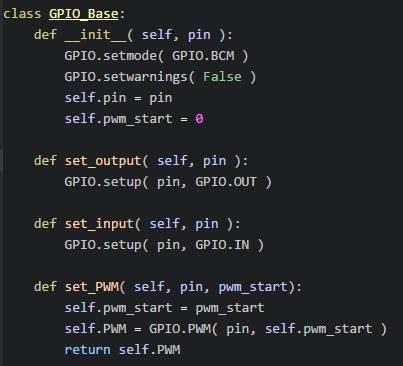 class GPIO_Base:
    def __init__( self, pin ):
        GPIO.setmode( GPIO.BCM )
        GPIO.setwarnings( False )
        self.pin = pin
        self.pwm_start = 0

    def set_output( self, pin ):
        GPIO.setup( pin, GPIO.OUT )

    def set_input( self, pin ):
        GPIO.setup( pin, GPIO.IN )

    def set_PWM( self, pin, pwm_start):
        self.pwm_start = pwm_start
        self.PWM = GPIO.PWM( pin, self.pwm_start )
        return self.PWM